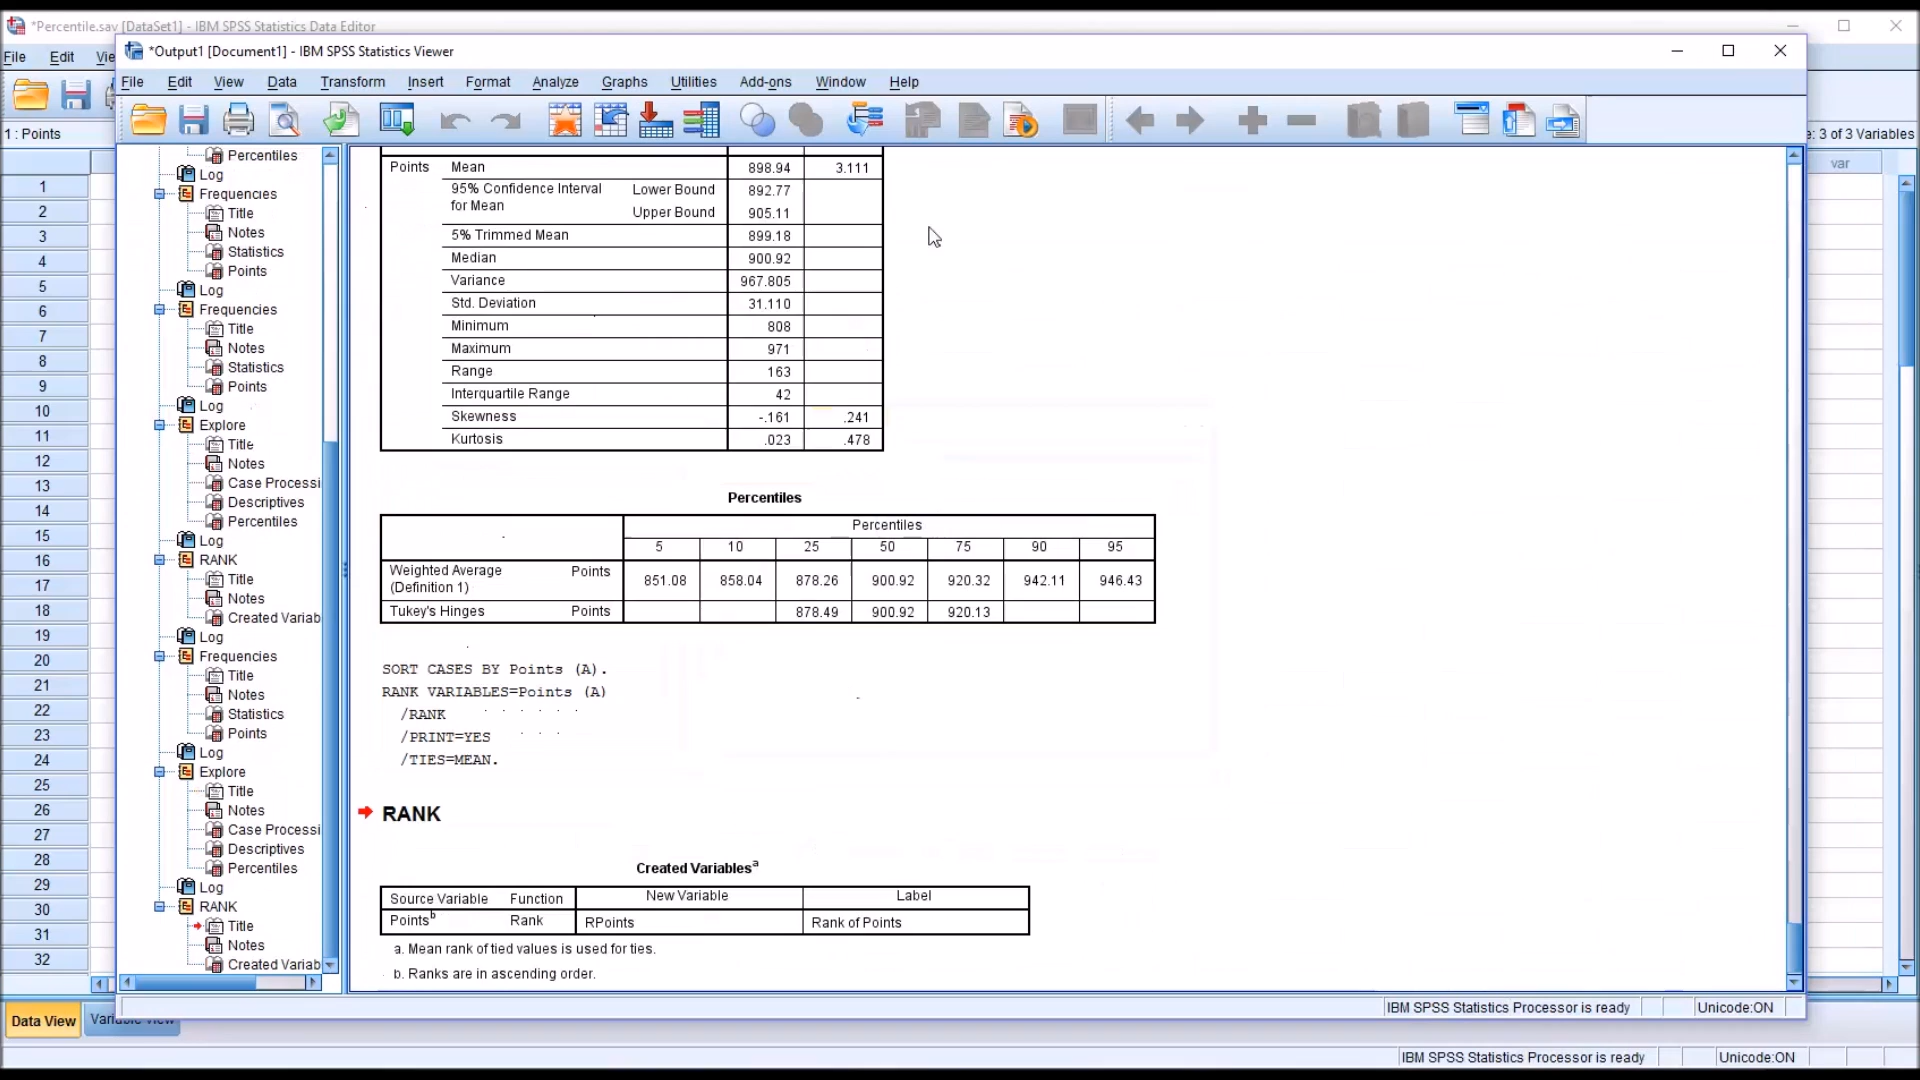 *Percentile.sav [DataSet1] - IBM SPSS Statistics Data Editor
File Edit
1 : Points
: 3 of 3 Variables
var
1
2
3
4
5
6
7
8
9
10
11
12
13
14
15
16
17
18
19
20
21
22
23
24
25
26
27
28
29
30
31
32
Data View
IBM SPSS Statistics Processor is ready Unicode:ON
*Output1 [Document1] - IBM SPSS Statistics Viewer
File Edit View Data Transform Insert Format Analyze Graphs Utilities Add-ons Window Help
Percentiles
Log
Frequencies
Title
Notes
Statistics
Points
Log
Frequencies
Title
Notes
Statistics
Points
Log
Explore
Title
Notes
Case Processi
Descriptives
Percentiles
Log
RANK
Title
Notes
Created Variab
Log
Frequencies
Title
Notes
Statistics
Points
Log
Explore
Title
Notes
Case Processi
Descriptives
Percentiles
Log
RANK
Title
Notes
Created Variab
Points Mean 898.94 3.111
95% Confidence Interval Lower Bound 892.77
for Mean Upper Bound 905.11
5% Trimmed Mean 899.18
Median 900.92
Variance 967.805
Std. Deviation 31.110
Minimum 808
Maximum 971
Range 163
Interquartile Range 42
Skewness -.161 .241
Kurtosis .023 .478
Percentiles
Percentiles
5 10 25 50 75 90 95
Weighted Average Points 851.08 858.04 878.26 900.92 920.32 942.11 946.43
(Definition 1)
Tukey's Hinges Points 878.49 900.92 920.13
SORT CASES BY Points (A).
RANK VARIABLES=Points (A)
/RANK
/PRINT=YES
/TIES=MEAN.
RANK
Created Variablesa
Source Variable Function New Variable Label
Pointsb Rank RPoints Rank of Points
a. Mean rank of tied values is used for ties.
b. Ranks are in ascending order.
IBM SPSS Statistics Processor is ready Unicode:ON